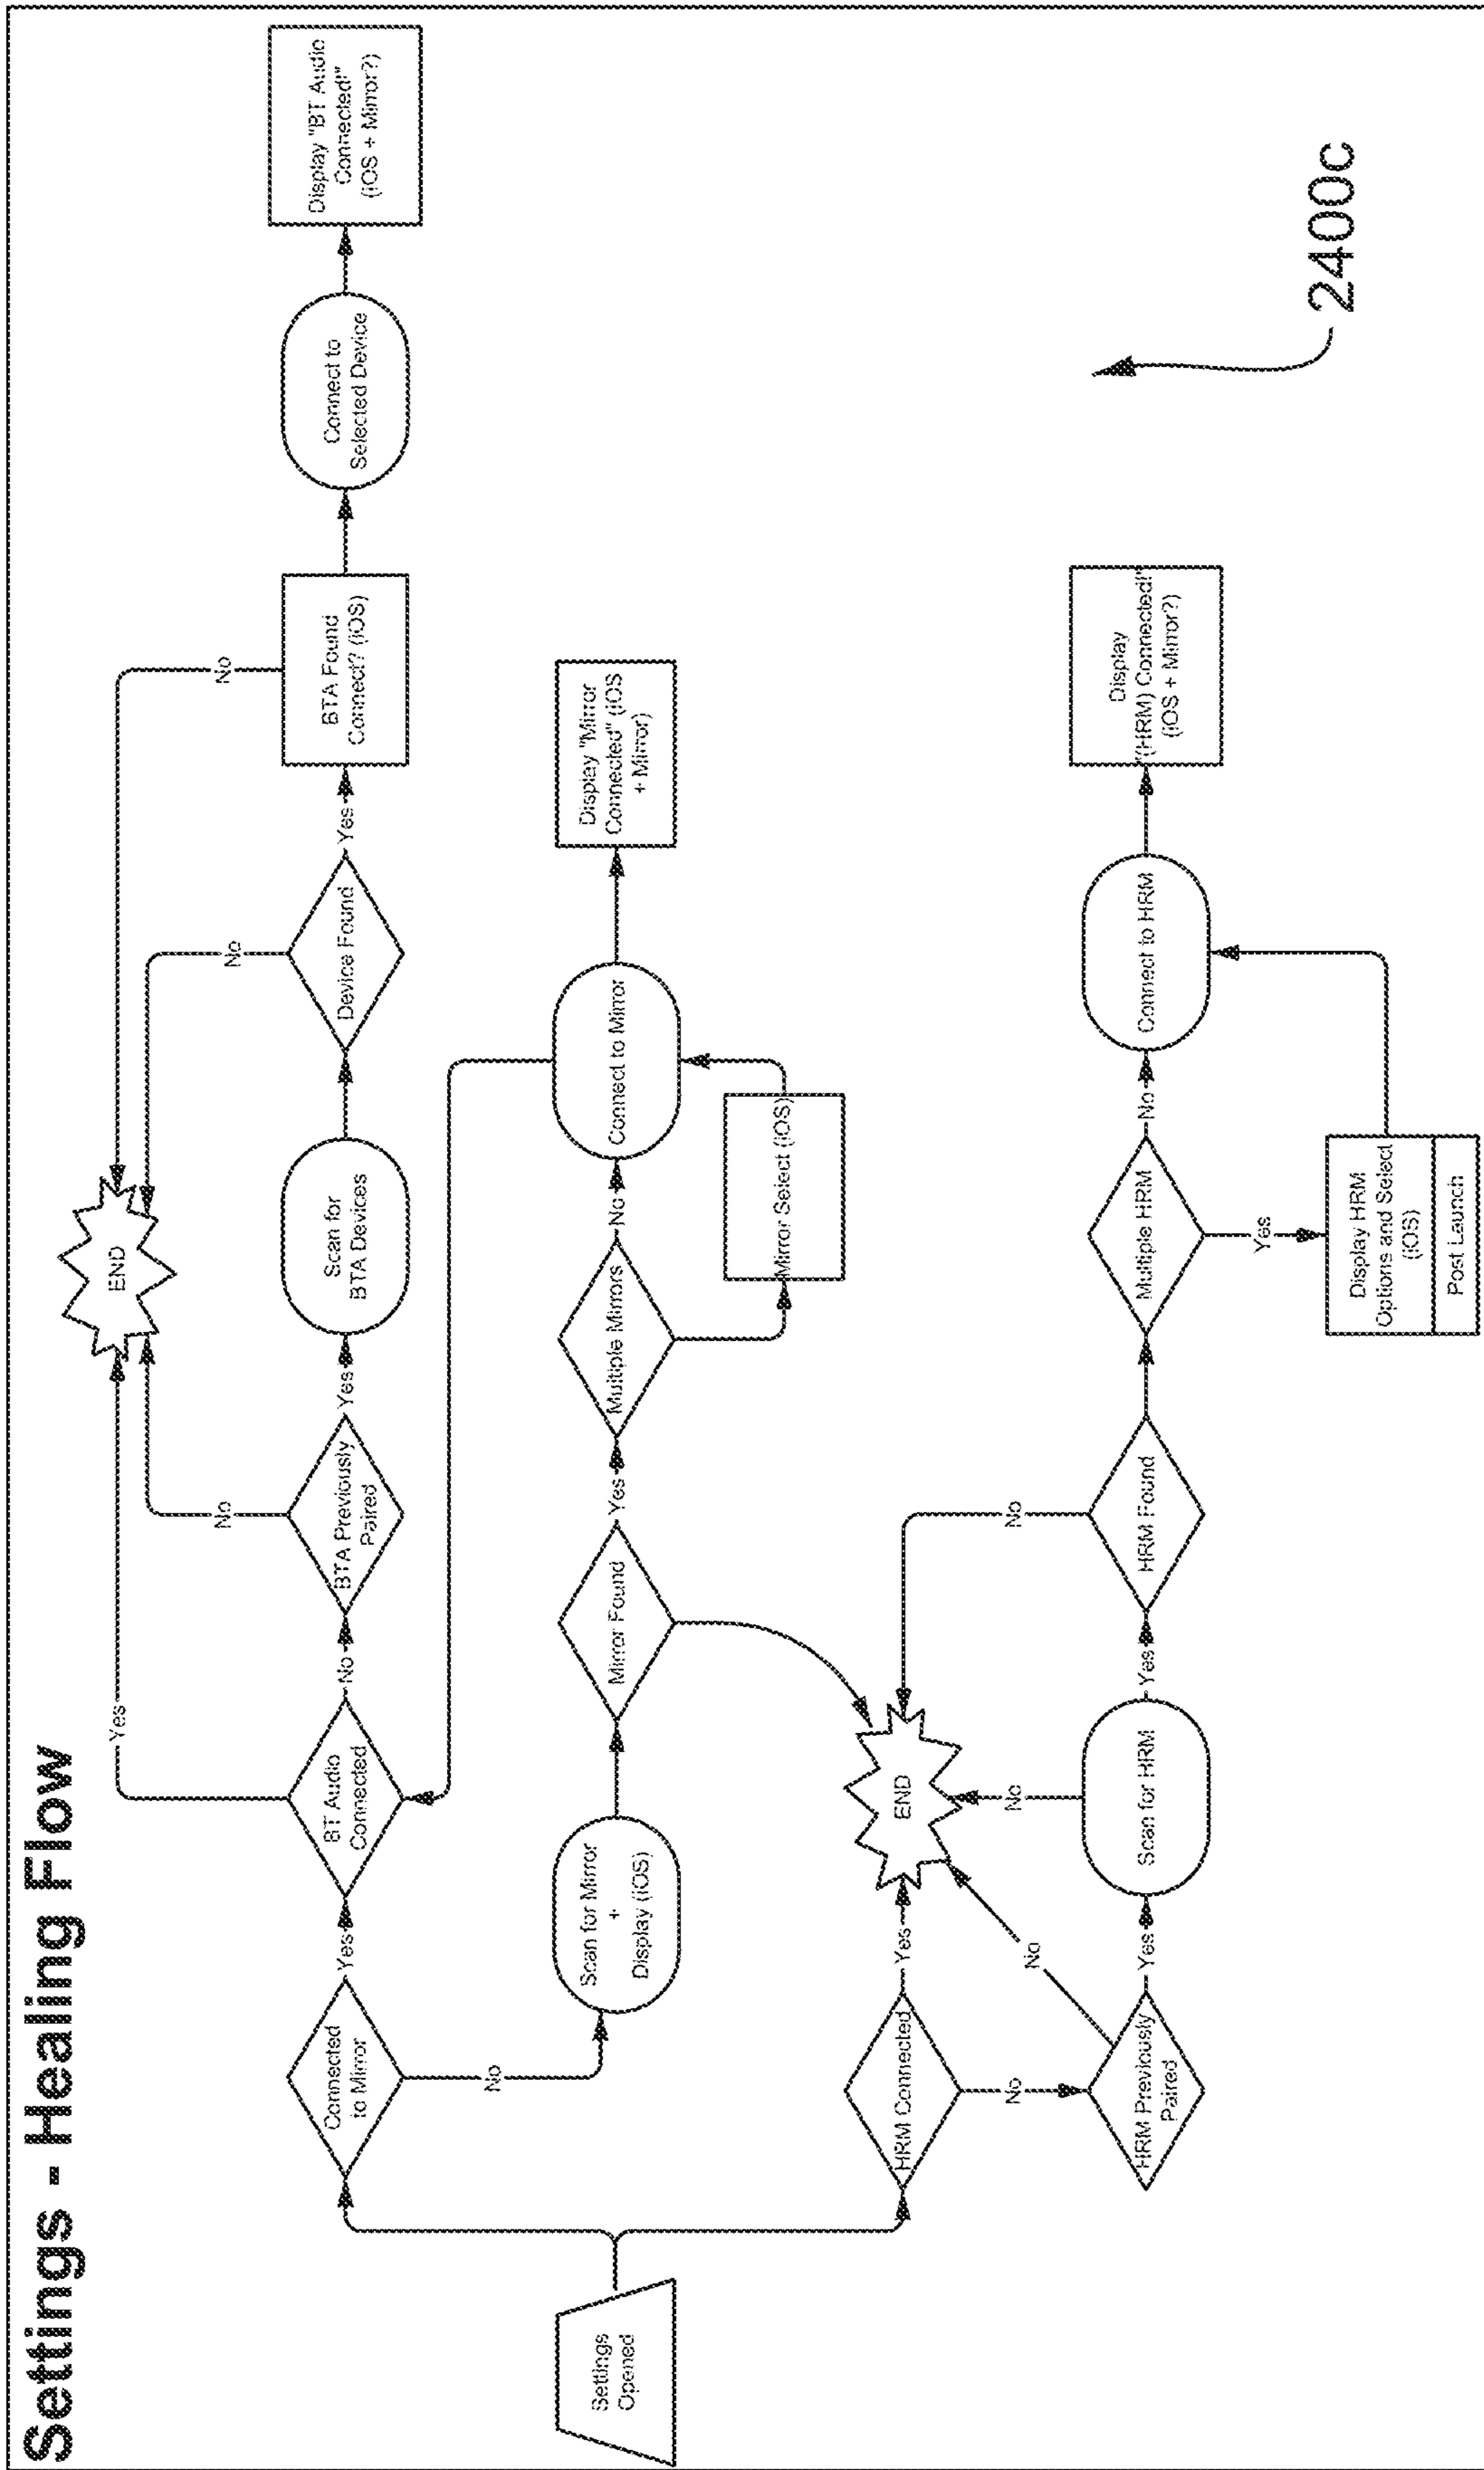 Settings - Healing Flow
Settings
Opened
Connected
to Mirror
Yes
No
BT Audio
Connected
Yes
No
BTA Previously
Paired
No
Yes
END
Scan for
BTA Devices
Device Found
No
Yes
BTA Found
Connect? (iOS)
No
Connect to
Selected Device
Display "BT Audio
Connected!"
(iOS + Mirror?)
Scan for Mirror
+
Display (iOS)
Mirror Found
Yes
Multiple Mirrors
No
Mirror Select (iOS)
Connect to Mirror
Display "Mirror
Connected" (iOS
+ Mirror)
HRM Connected
Yes
No
END
HRM Previously
Paired
No
Yes
Scan for HRM
No
Yes
HRM Found
No
Multiple HRM
No
Yes
Display HRM
Options and Select
(iOS)
Post Launch
Connect to HRM
Display
"(HRM) Connected!"
(iOS + Mirror?)
2400c